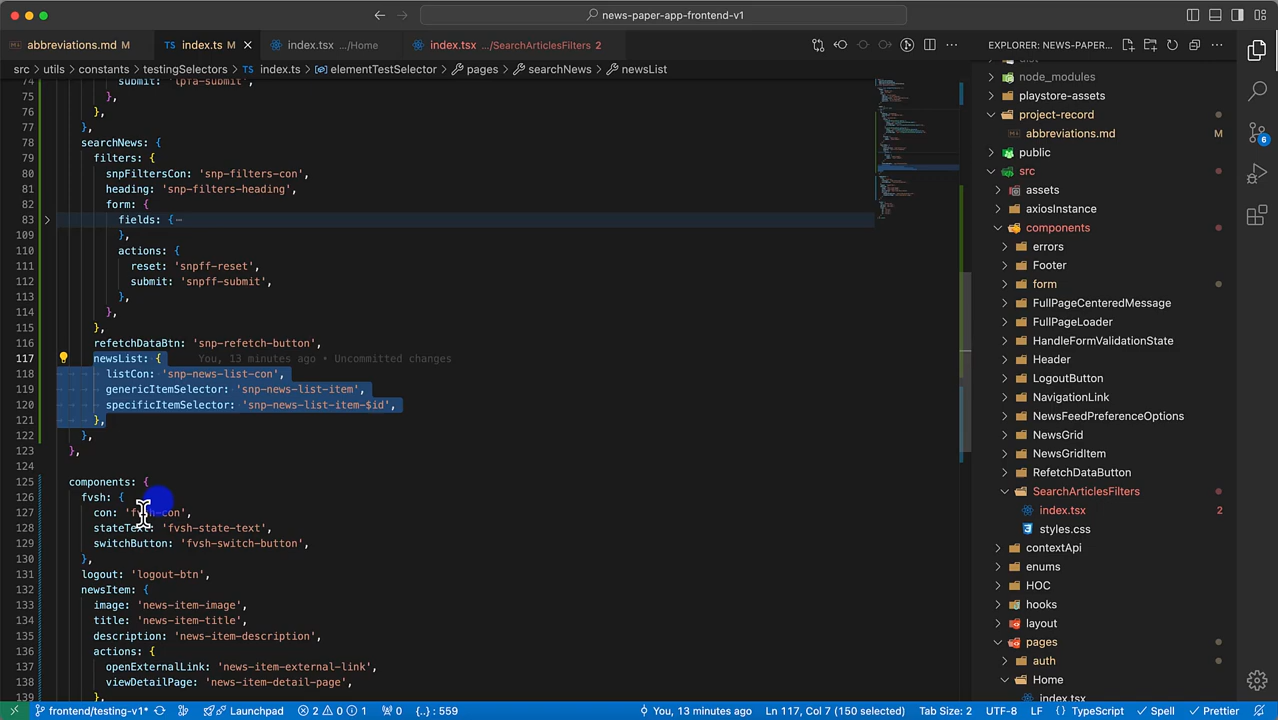 news-paper-app-frontend-v1
abbreviations.md M
index.ts M
index.tsx .../Home
index.tsx .../SearchArticlesFilters 2
EXPLORER: NEWS-PAPER...
src > utils > constants > testingSelectors > index.ts > elementTestSelector > pages > searchNews > newsList
74 submit: 'lpfa-submit',
75 },
76 },
77 },
78 searchNews: {
79 filters: {
80 snpFiltersCon: 'snp-filters-con',
81 heading: 'snp-filters-heading',
82 form: {
83 fields: {
109 },
110 actions: {
111 reset: 'snpff-reset',
112 submit: 'snpff-submit',
113 },
114 },
115 },
116 refetchDataBtn: 'snp-refetch-button',
117 newsList: { You, 13 minutes ago • Uncommitted changes
118 listCon: 'snp-news-list-con',
119 genericItemSelector: 'snp-news-list-item',
120 specificItemSelector: 'snp-news-list-item-$id',
121 },
122 },
123 },
124
125 components: {
126 fvsh: {
127 con: 'fvsh-con',
128 stateText: 'fvsh-state-text',
129 switchButton: 'fvsh-switch-button',
130 },
131 logout: 'logout-btn',
132 newsItem: {
133 image: 'news-item-image',
134 title: 'news-item-title',
135 description: 'news-item-description',
136 actions: {
137 openExternalLink: 'news-item-external-link',
138 viewDetailPage: 'news-item-detail-page',
139 },
node_modules
playstore-assets
project-record
abbreviations.md M
public
src
assets
axiosInstance
components
errors
Footer
form
FullPageCenteredMessage
FullPageLoader
HandleFormValidationState
Header
LogoutButton
NavigationLink
NewsFeedPreferenceOptions
NewsGrid
NewsGridItem
RefetchDataButton
SearchArticlesFilters
index.tsx 2
styles.css
contextApi
enums
HOC
hooks
layout
pages
auth
Home
index.tsx
6
frontend/testing-v1* Launchpad 2 0 1 0 {..} : 559 You, 13 minutes ago Ln 117, Col 7 (150 selected) Tab Size: 2 UTF-8 LF {} TypeScript Spell Prettier